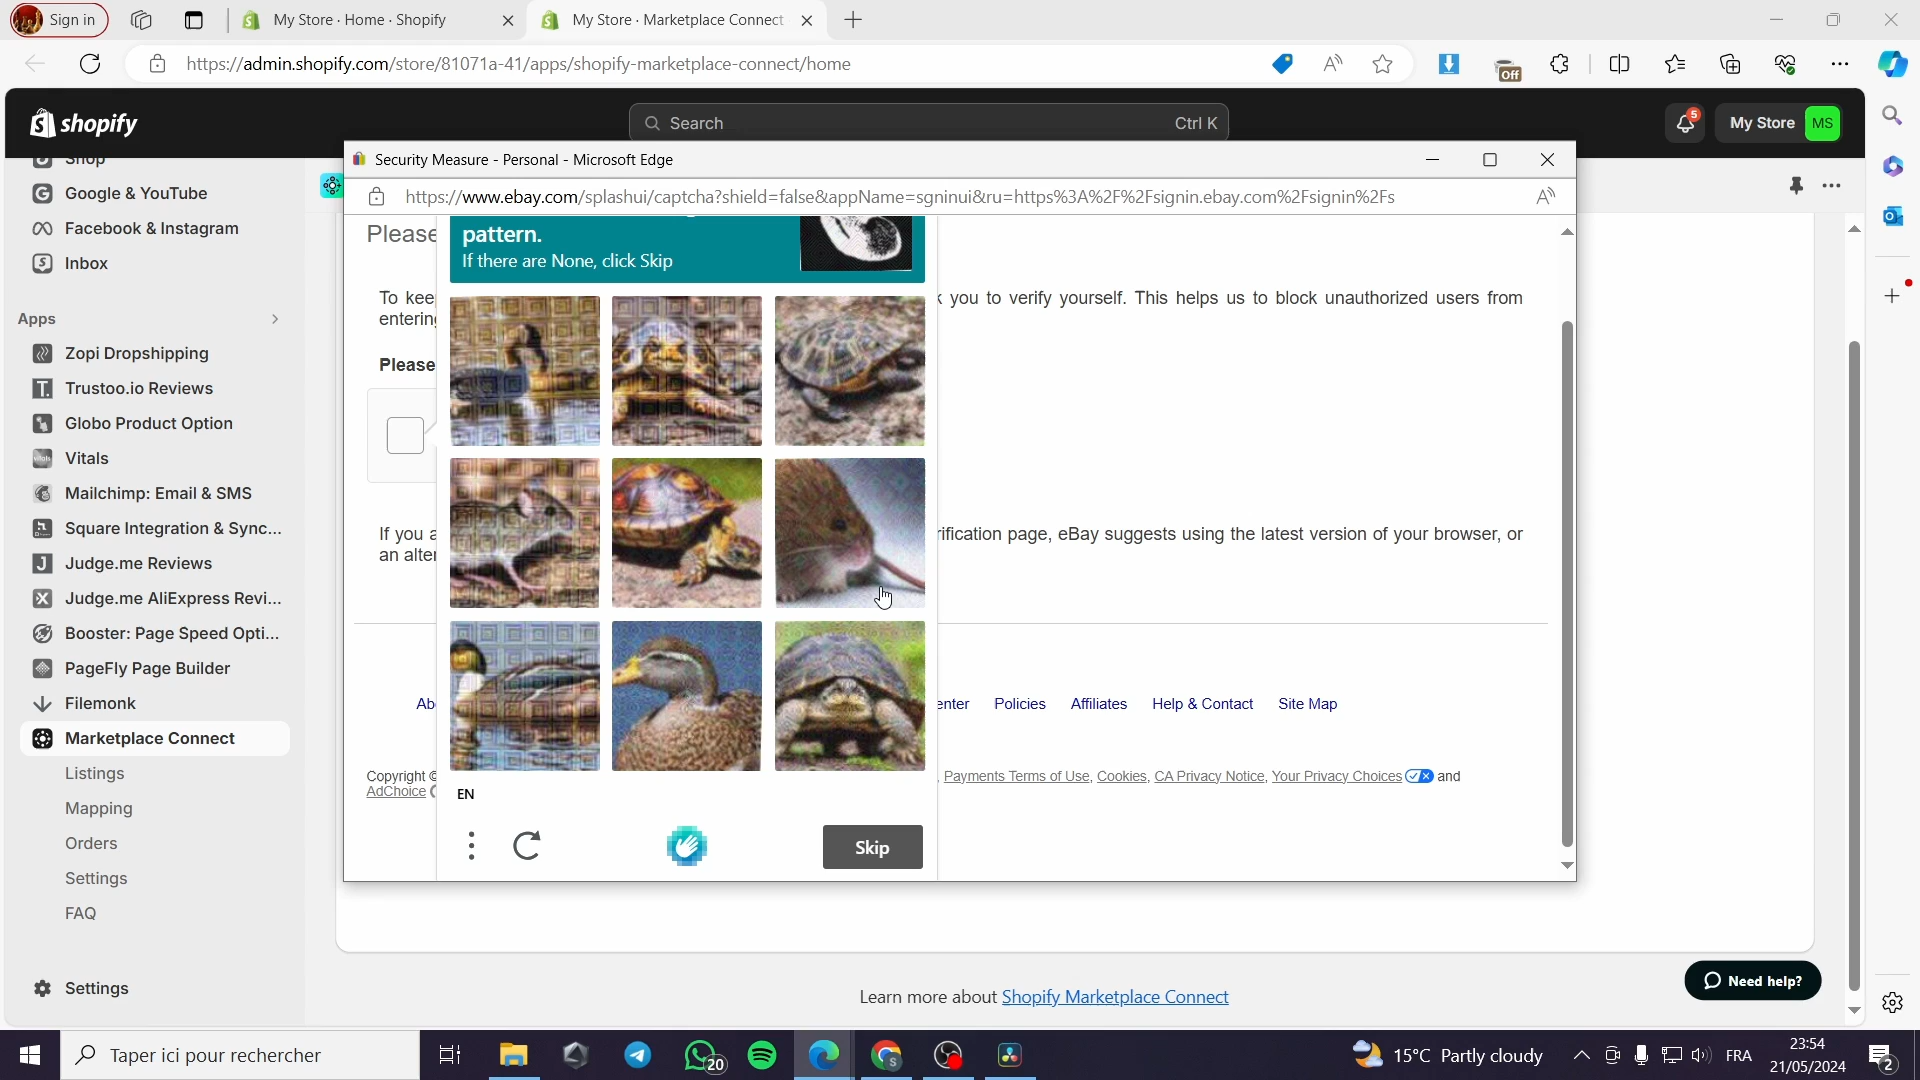 Sign in
My Store · Home · Shopify
My Store · Marketplace Connect
https://admin.shopify.com/store/81071a-41/apps/shopify-marketplace-connect/home
Off
shopify
Search
Ctrl K
5
My Store
MS
Shop
Google & YouTube
Facebook & Instagram
Inbox
Apps
Zopi Dropshipping
Trustoo.io Reviews
Globo Product Option
Vitals
Mailchimp: Email & SMS
Square Integration & Sync...
Judge.me Reviews
Judge.me AliExpress Revi...
Booster: Page Speed Opti...
PageFly Page Builder
Filemonk
Marketplace Connect
Listings
Mapping
Orders
Settings
FAQ
Settings
Security Measure - Personal - Microsoft Edge
https://www.ebay.com/splashui/captcha?shield=false&appName=sgninui&ru=https%3A%2F%2Fsignin.ebay.com%2Fsignin%2Fs
Please
pattern.
If there are None, click Skip
To kee
you to verify yourself. This helps us to block unauthorized users from
entering
Please
If you a
rification page, eBay suggests using the latest version of your browser, or
an alter
Ab
enter Policies Affiliates Help & Contact Site Map
Copyright ©
Payments Terms of Use, Cookies, CA Privacy Notice, Your Privacy Choices and
AdChoice
EN
Skip
Learn more about Shopify Marketplace Connect
Need help?
Taper ici pour rechercher
20
15°C Partly cloudy
FRA
23:54
21/05/2024
2